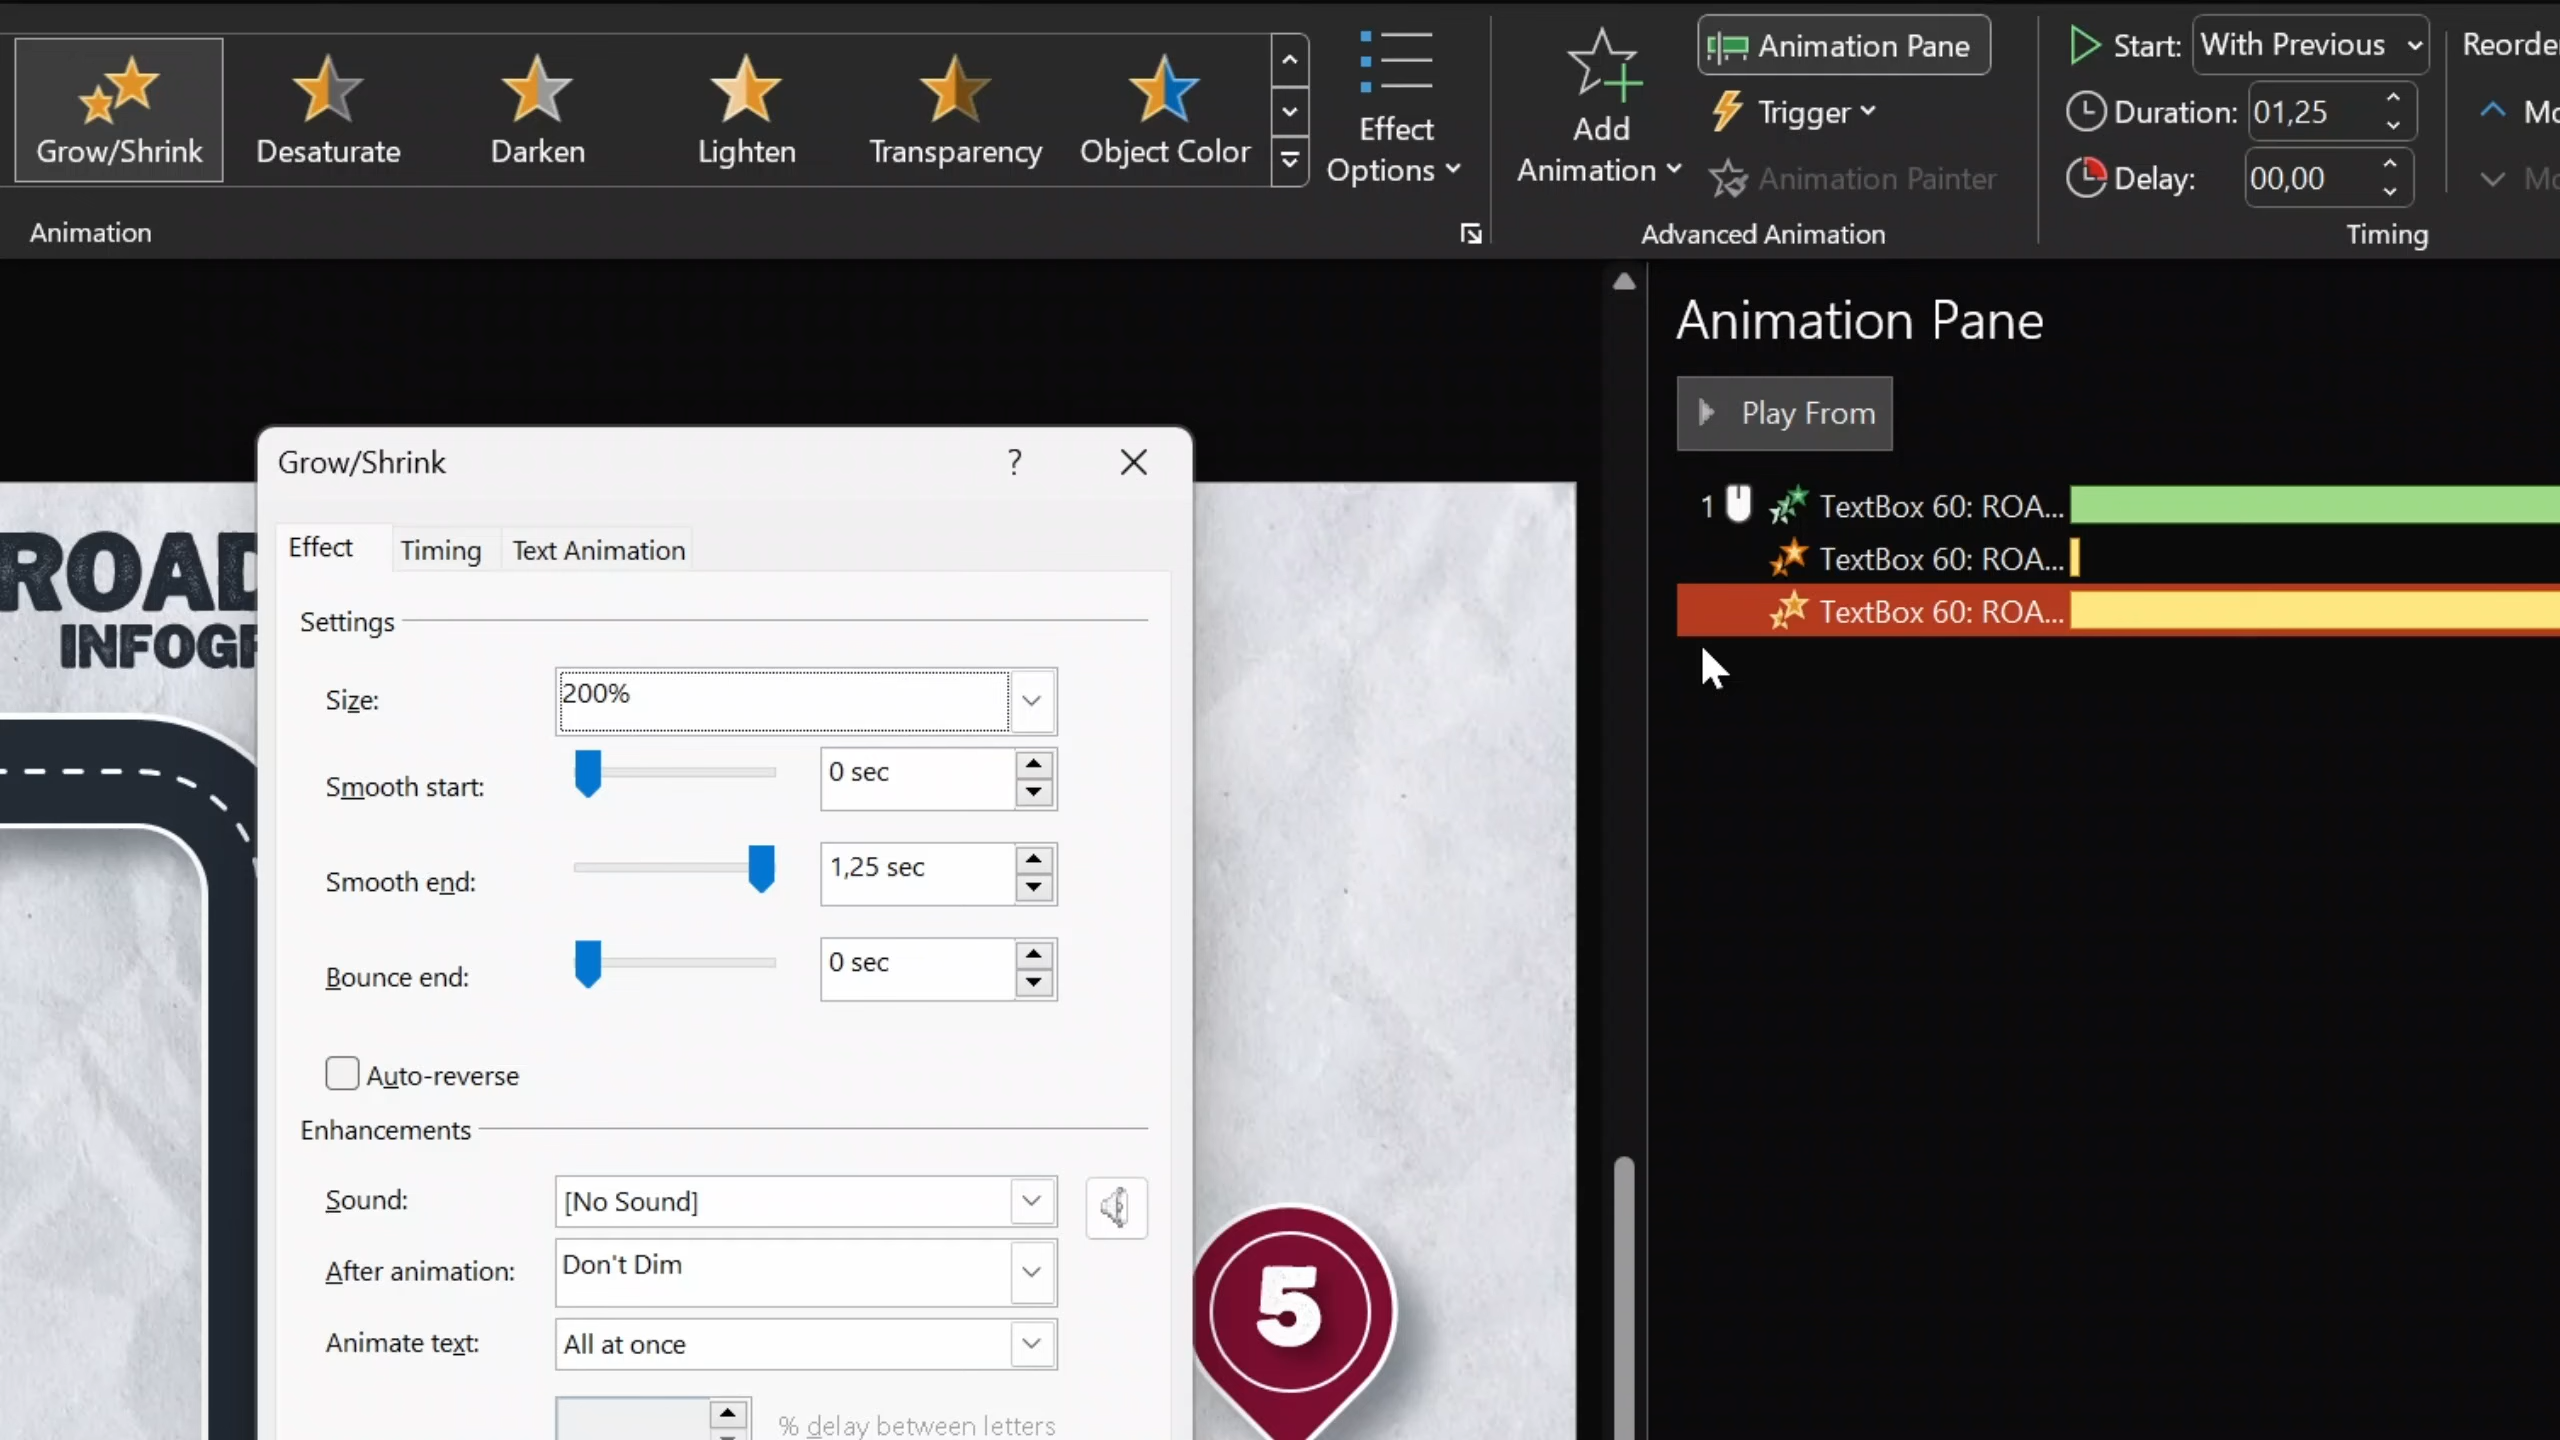 Grow/Shrink
Desaturate
Darken
Lighten
Transparency
Object Color
Effect
Options
Add
Animation
Animation Pane
Trigger
Animation Painter
Start: With Previous
Duration: 01,25
Delay: 00,00
Animation
Advanced Animation
Timing
Animation Pane
Play From
1 TextBox 60: ROA...
TextBox 60: ROA...
TextBox 60: ROA...
Grow/Shrink ?
Effect Timing Text Animation
Settings
Size: 200%
Smooth start: 0 sec
Smooth end: 1,25 sec
Bounce end: 0 sec
Auto-reverse
Enhancements
Sound: [No Sound]
After animation: Don't Dim
Animate text: All at once
% delay between letters
ROAD
5